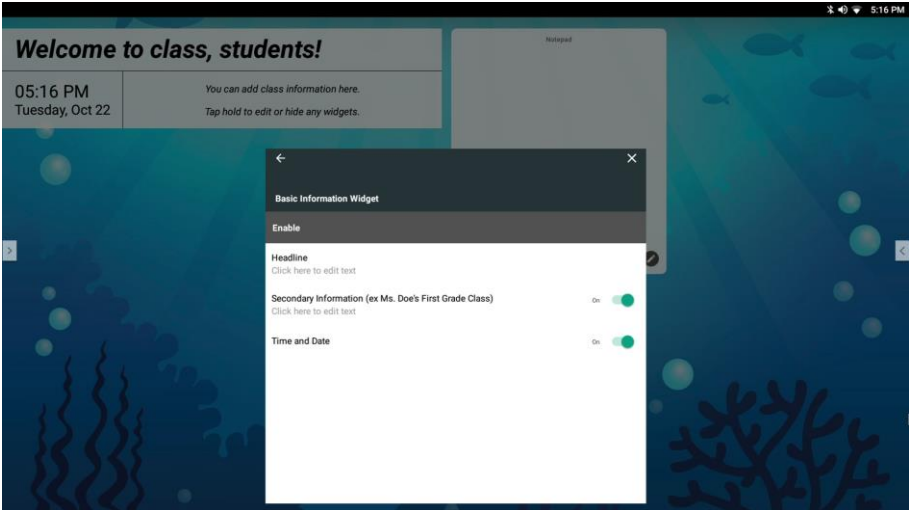 5:16 PM
Welcome to class, students!
05:16 PM
Tuesday, Oct 22
You can add class information here.
Tap hold to edit or hide any widgets.
Notepad
Basic Information Widget
Enable
Headline
Click here to edit text
Secondary Information (ex Ms. Doe's First Grade Class)
On
Click here to edit text
Time and Date
On